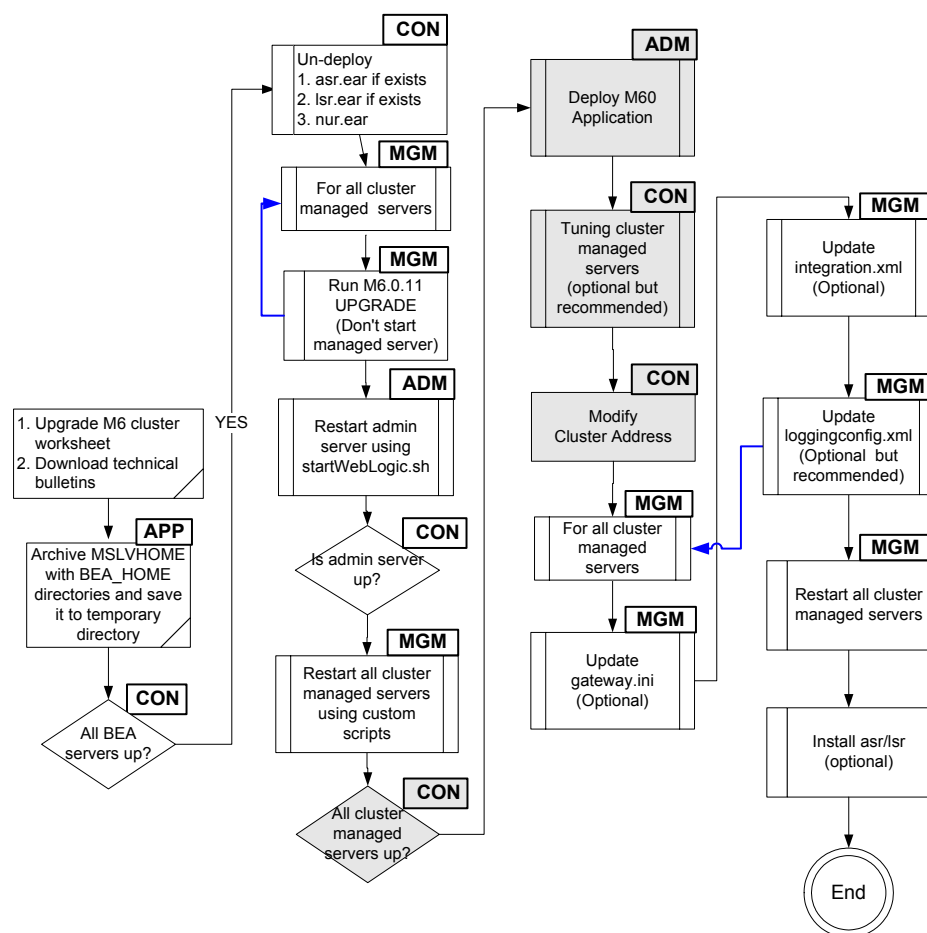 1. Upgrade M6 cluster
worksheet
2. Download technical
bulletins
APP
Archive MSLVHOME
with BEA_HOME
directories and save
it to temporary
directory
CON
All BEA
servers up?
YES
CON
Un-deploy
1. asr.ear if exists
2. lsr.ear if exists
3. nur.ear
MGM
For all cluster
managed servers
MGM
Run M6.0.11
UPGRADE
(Don't start
managed server)
ADM
Restart admin
server using
startWebLogic.sh
CON
Is admin server
up?
MGM
Restart all cluster
managed servers
using custom
scripts
CON
All cluster
managed
servers up?
ADM
Deploy M60
Application
CON
Tuning cluster
managed
servers
(optional but
recommended)
CON
Modify
Cluster Address
MGM
For all cluster
managed
servers
MGM
Update
gateway.ini
(Optional)
MGM
Update
integration.xml
(Optional)
MGM
Update
loggingconfig.xml
(Optional but
recommended)
MGM
Restart all cluster
managed servers
Install asr/lsr
(optional)
End